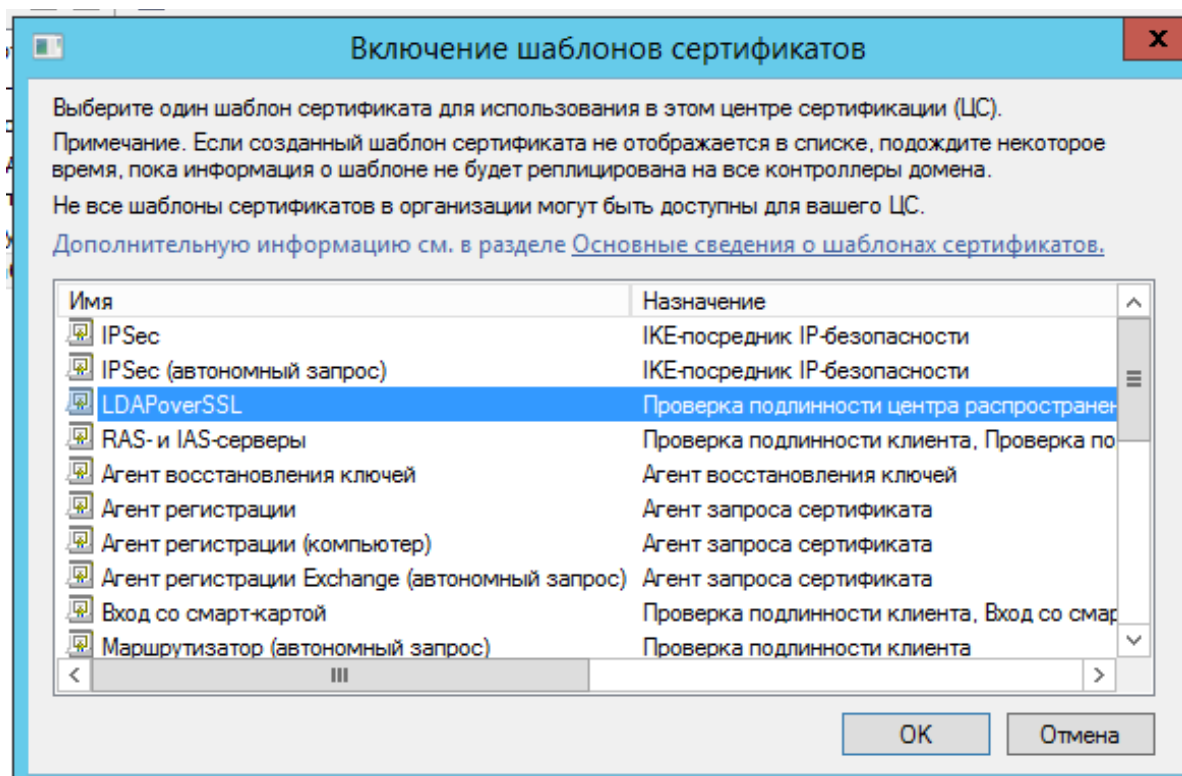 Включение шаблонов сертификатов
Выберите один шаблон сертификата для использования в этом центре сертификации (ЦС).
Примечание. Если созданный шаблон сертификата не отображается в списке, подождите некоторое
время, пока информация о шаблоне не будет реплицирована на все контроллеры домена.
Не все шаблоны сертификатов в организации могут быть доступны для вашего ЦС.
Дополнительную информацию см. в разделе Основные сведения о шаблонах сертификатов.
Имя Назначение
IPSec IKE-посредник IP-безопасности
IPSec (автономный запрос) IKE-посредник IP-безопасности
LDAPoverSSL Проверка подлинности центра распростране
RAS- и IAS-серверы Проверка подлинности клиента, Проверка по
Агент восстановления ключей Агент восстановления ключей
Агент регистрации Агент запроса сертификата
Агент регистрации (компьютер) Агент запроса сертификата
Агент регистрации Exchange (автономный запрос) Агент запроса сертификата
Вход со смарт-картой Проверка подлинности клиента, Вход со смар
Маршрутизатор (автономный запрос) Проверка подлинности клиента
OK Отмена